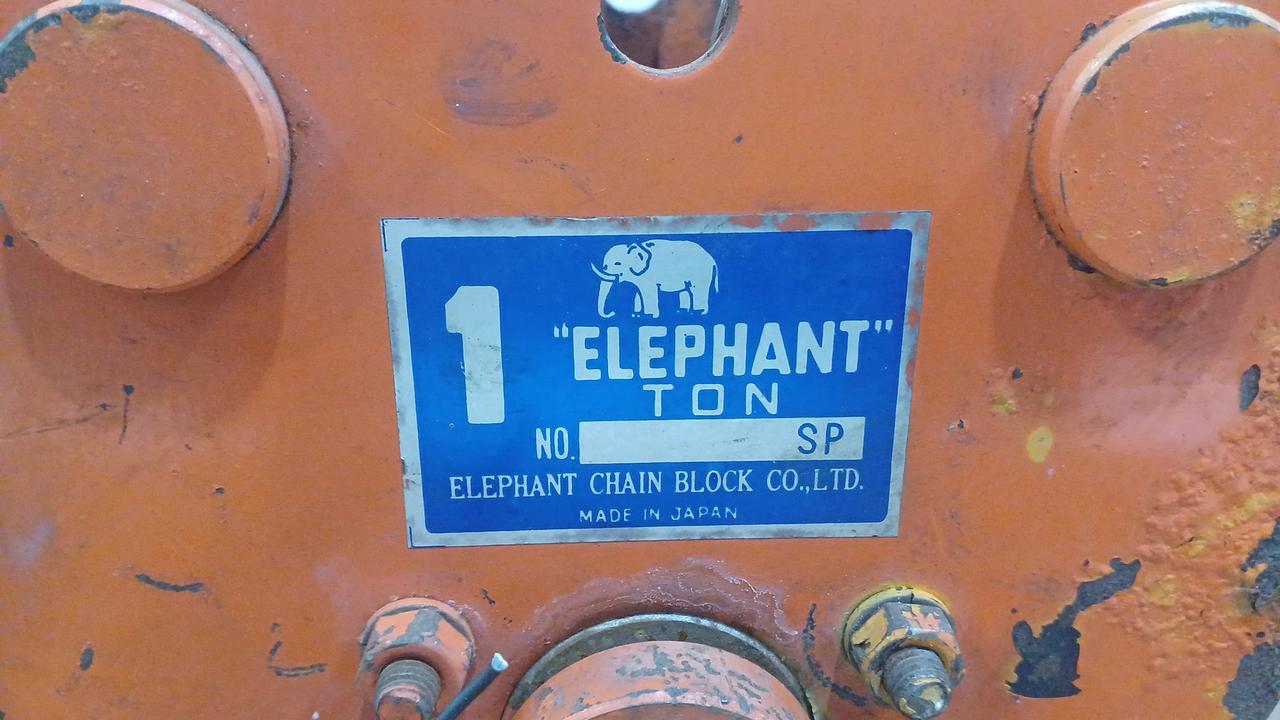 1
"ELEPHANT"
TON
NO. SP
ELEPHANT CHAIN BLOCK CO.,LTD.
MADE IN JAPAN